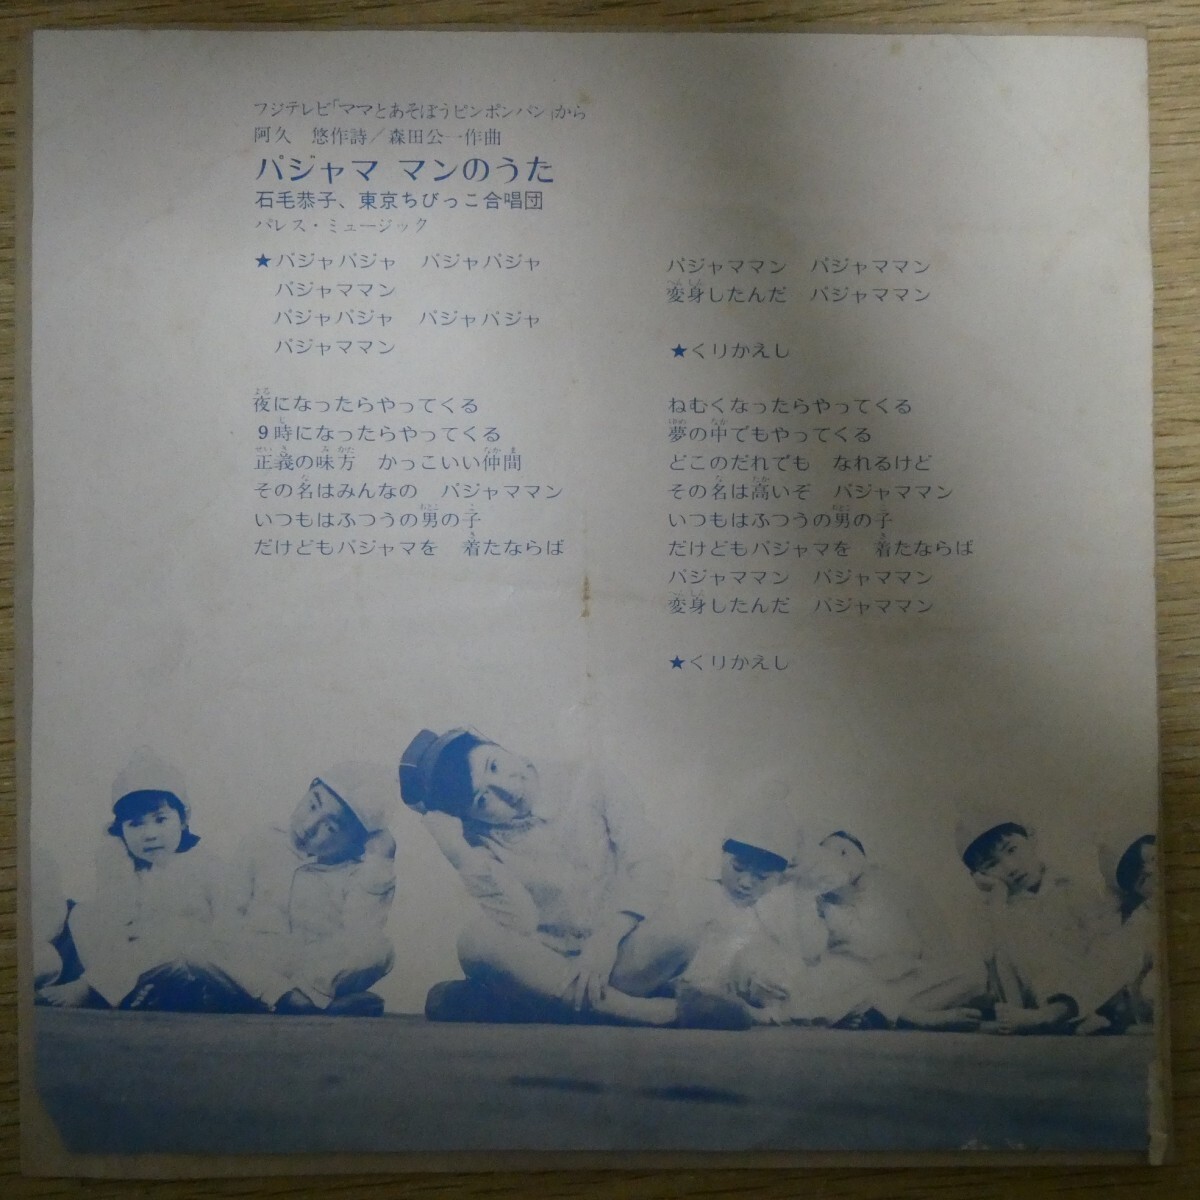 フジテレビ「ママとあそぼうピンポンパン」から
阿久 悠作詩／森田公一作曲
パジャマ マンのうた
石毛恭子、東京ちびっこ合唱団
パレス・ミュージック
★パジャパジャ パジャパジャ
パジャママン
パジャパジャ パジャパジャ
パジャママン
夜になったらやってくる
9時になったらやってくる
正義の味方 かっこいい仲間
その名はみんなの パジャママン
いつもはふつうの男の子
だけどもパジャマを 着たならば
パジャママン パジャママン
変身したんだ パジャママン
★くりかえし
ねむくなったらやってくる
夢の中でもやってくる
どこのだれでも なれるけど
その名は高いぞ パジャママン
いつもはふつうの男の子
だけどもパジャマを 着たならば
パジャママン パジャママン
変身したんだ パジャママン
★くりかえし